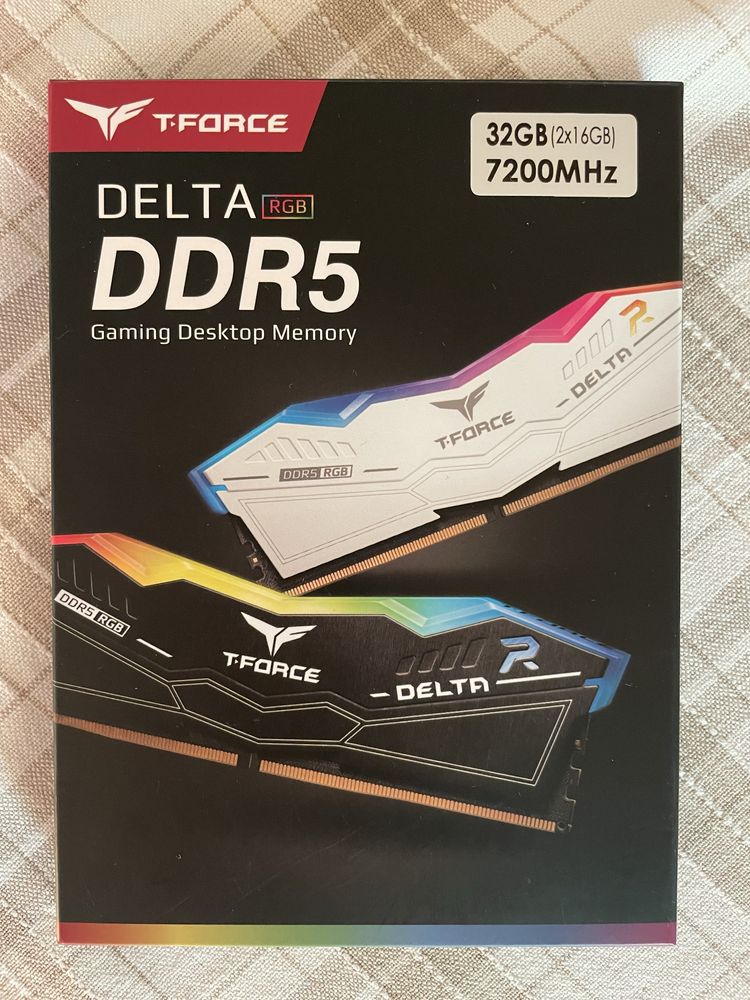 T-FORCE
32GB(2x16GB)
7200MHz
DELTA RGB
DDR5
Gaming Desktop Memory
R
DELTA
T-FORCE
DDR5 RGB
DDR5 RGB
T-FORCE
R
DELTA